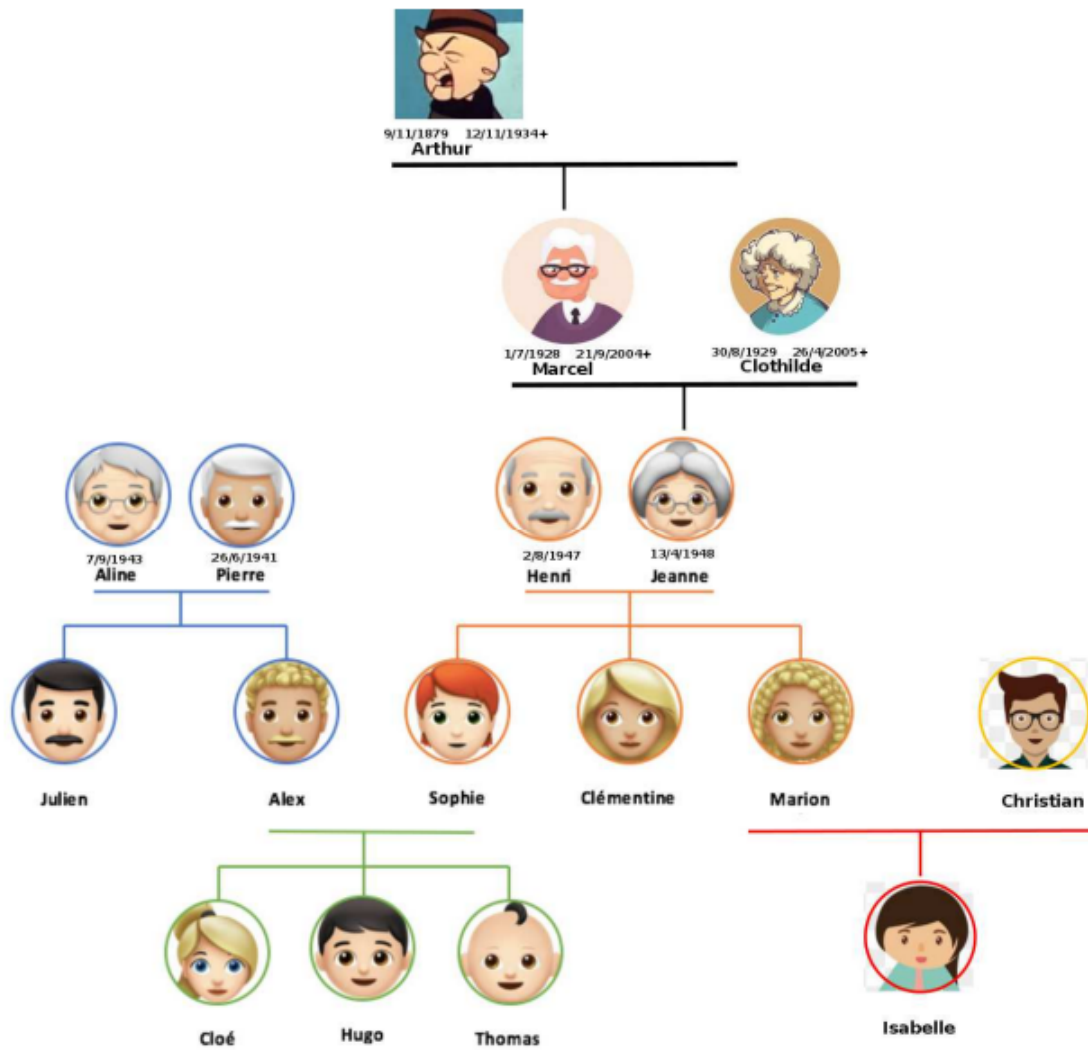 9/11/1879 12/11/1934+
Arthur
1/7/1928 21/9/2004+ 30/8/1929 26/4/2005+
Marcel Clothilde
7/9/1943 26/6/1941 2/8/1947 13/4/1948
Aline Pierre Henri Jeanne
Julien Alex Sophie Clémentine Marion Christian
Cloé Hugo Thomas Isabelle